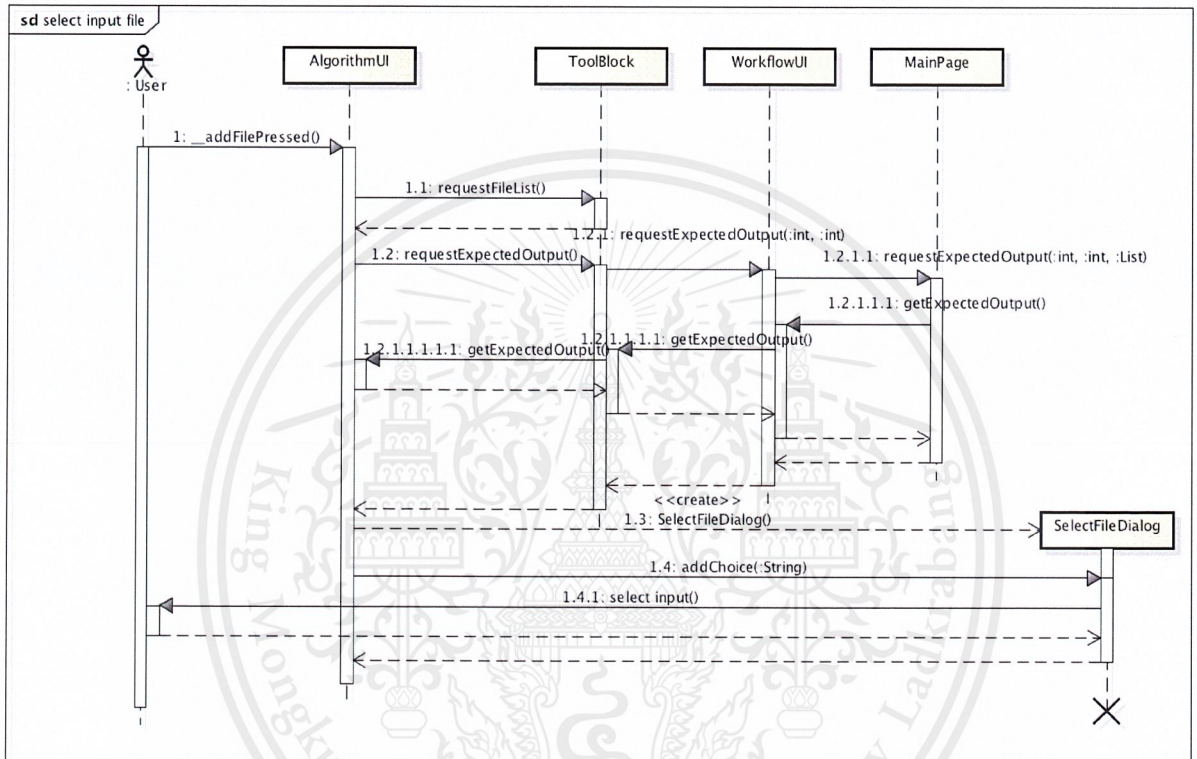 sd select input file
: User
AlgorithmUI
ToolBlock
WorkflowUI
MainPage
1: __addFilePressed()
1.1: requestFileList()
1.2.1: requestExpectedOutput(:int, :int)
1.2: requestExpectedOutput()
1.2.1.1: requestExpectedOutput(:int, :int, :List)
1.2.1.1.1: getExpectedOutput()
1.2.1.1.1.1: getExpectedOutput()
1.2.1.1.1.1.1: getExpectedOutput()
<<create>>
1.3: SelectFileDialog()
SelectFileDialog
1.4: addChoice(:String)
1.4.1: select input()
King Mongku
y Ladkrabang